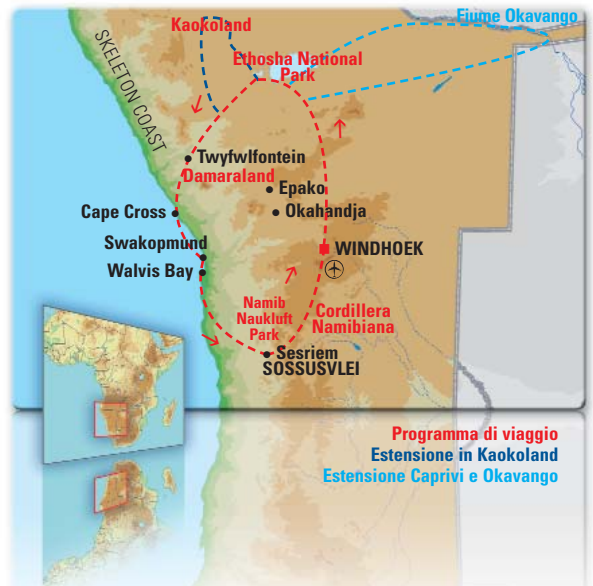 Kaokoland
Fiume Okavango
SKELETON COAST
Ethosha National
Park
Twyfwlfontein
Damaraland
Epako
Cape Cross
Okahandja
Swakopmund
WINDHOEK
Walvis Bay
Namib
Naukluft
Park
Cordillera
Namibiana
Sesriem
SOSSUSVLEI
Programma di viaggio
Estensione in Kaokoland
Estensione Caprivi e Okavango